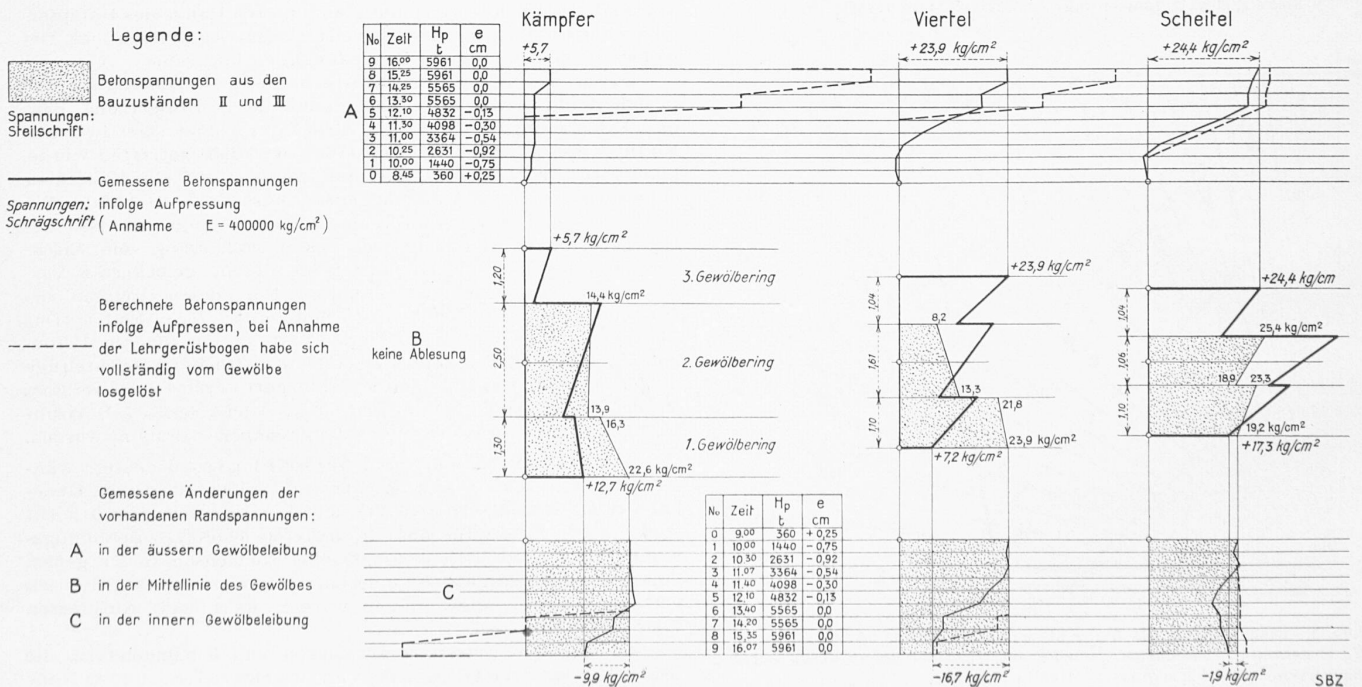 Legende:
Betonspannungen aus den
Bauzuständen II und III
Spannungen:
Steilschrift
Gemessene Betonspannungen
Spannungen: infolge Aufpressung
Schrägschrift ( Annahme E = 400000 kg/cm²)
Berechnete Betonspannungen
infolge Aufpressen, bei Annahme
der Lehrgerüstbogen habe sich
vollständig vom Gewölbe
losgelöst
Gemessene Änderungen der
vorhandenen Randspannungen:
A in der äussern Gewölbeleibung
B in der Mittellinie des Gewölbes
C in der innern Gewölbeleibung
Kämpfer Viertel Scheitel
No Zeit Hp t e cm
9 16.00 5961 0,0
8 15.25 5961 0,0
7 14.25 5565 0,0
6 13.30 5565 0,0
5 12.10 4832 -0,13
4 11.30 4098 -0,30
3 11.00 3364 -0,54
2 10.25 2631 -0,92
1 10.00 1440 -0,75
0 8.45 360 +0,25
A
+5,7
+23,9 kg/cm²
+24,4 kg/cm²
B
keine Ablesung
+5,7 kg/cm²
1,20
3. Gewölbering
14,4 kg/cm²
2,50
2. Gewölbering
13,9
16,3
1,30
1. Gewölbering
22,6 kg/cm²
+12,7 kg/cm²
+23,9 kg/cm²
1,04
8,2
1,61
13,3
21,8
1,10
23,9 kg/cm²
+7,2 kg/cm²
+24,4 kg/cm
1,04
25,4 kg/cm²
1,06
18,9
23,3
1,10
19,2 kg/cm²
+17,3 kg/cm²
C
No Zeit Hp t e cm
0 9.00 360 +0,25
1 10.00 1440 -0,75
2 10.30 2631 -0,92
3 11.07 3364 -0,54
4 11.40 4098 -0,30
5 12.10 4832 -0,13
6 13.40 5565 0,0
7 14.20 5565 0,0
8 15.35 5961 0,0
9 16.07 5961 0,0
-9,9 kg/cm²
-16,7 kg/cm²
-1,9 kg/cm²
SBZ